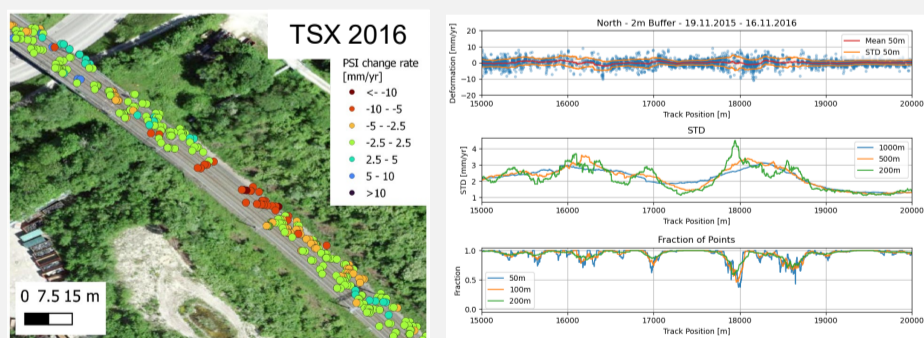 TSX 2016
PSI change rate
[mm/yr]
<- -10
-10 - -5
-5 - -2.5
-2.5 - 2.5
2.5 - 5
5 - 10
>10
0 7.5 15 m
North - 2m Buffer - 19.11.2015 - 16.11.2016
Deformation [mm/yr]
20
10
0
−10
−20
Mean 50m
STD 50m
15000 16000 17000 18000 19000 20000
Track Position [m]
STD
STD [mm/yr]
4
3
2
1
1000m
500m
200m
15000 16000 17000 18000 19000 20000
Track Position [m]
Fraction of Points
Fraction
1.0
0.5
0.0
50m
100m
200m
15000 16000 17000 18000 19000 20000
Track Position [m]